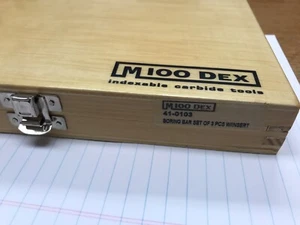 M100 DEX
indexable carbide tools
M100 DEX
41-0103
BORING BAR SET OF 3 PCS W/INSERT